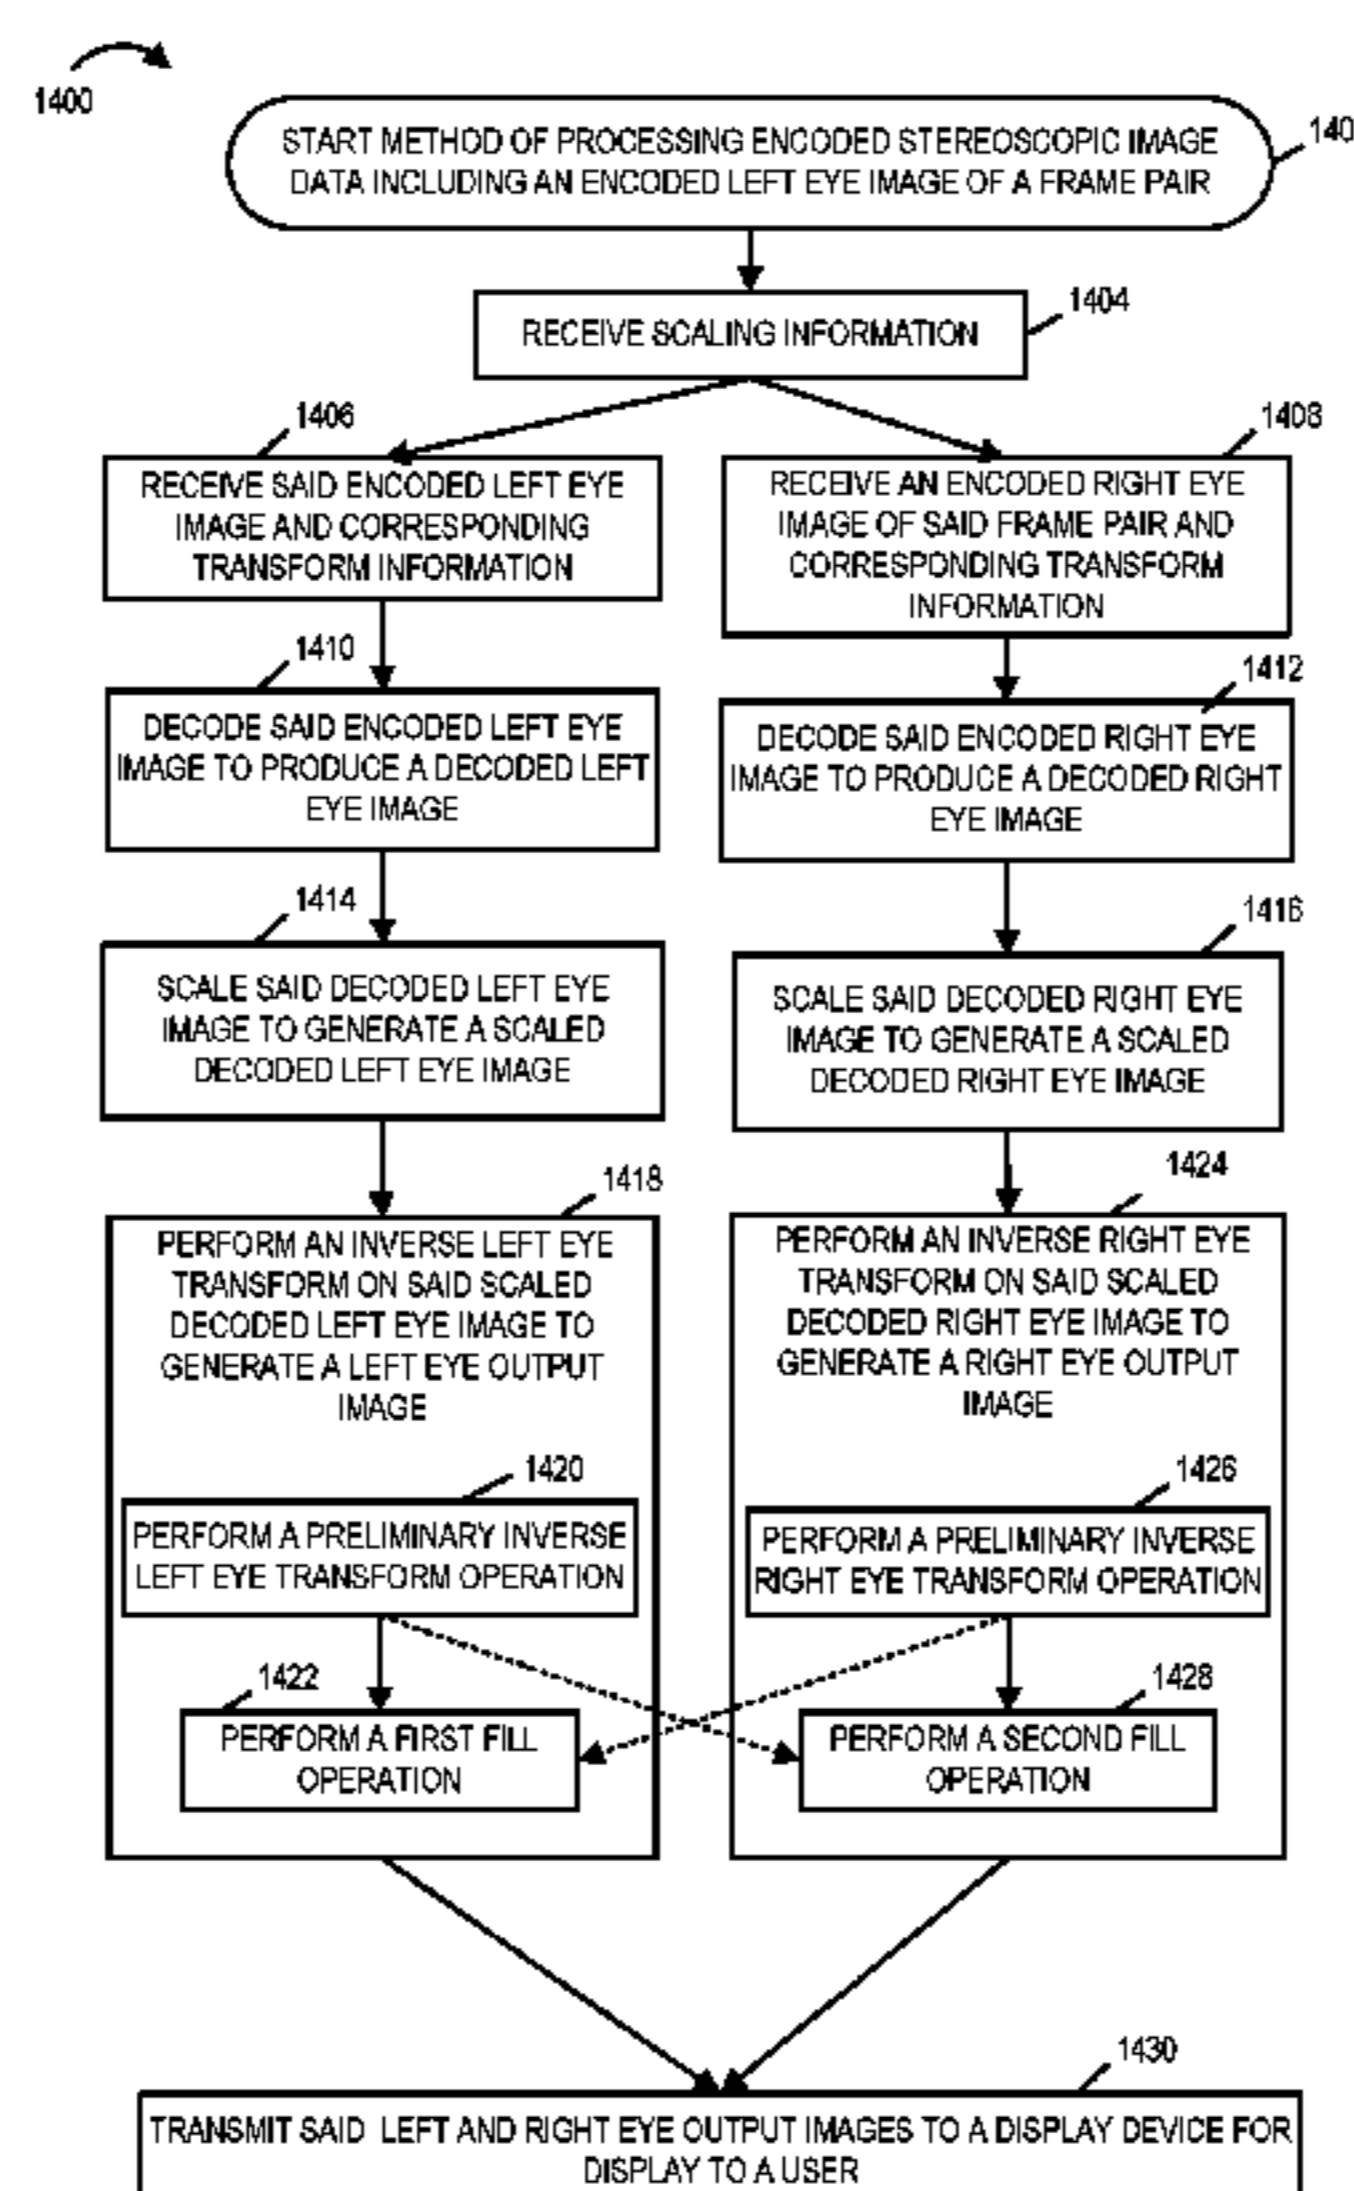 1400
START METHOD OF PROCESSING ENCODED STEREOSCOPIC IMAGE
DATA INCLUDING AN ENCODED LEFT EYE IMAGE OF A FRAME PAIR
140
RECEIVE SCALING INFORMATION
1404
1406
RECEIVE SAID ENCODED LEFT EYE
IMAGE AND CORRESPONDING
TRANSFORM INFORMATION
1408
RECEIVE AN ENCODED RIGHT EYE
IMAGE OF SAID FRAME PAIR AND
CORRESPONDING TRANSFORM
INFORMATION
1410
DECODE SAID ENCODED LEFT EYE
IMAGE TO PRODUCE A DECODED LEFT
EYE IMAGE
1412
DECODE SAID ENCODED RIGHT EYE
IMAGE TO PRODUCE A DECODED RIGHT
EYE IMAGE
1414
SCALE SAID DECODED LEFT EYE
IMAGE TO GENERATE A SCALED
DECODED LEFT EYE IMAGE
1416
SCALE SAID DECODED RIGHT EYE
IMAGE TO GENERATE A SCALED
DECODED RIGHT EYE IMAGE
1418
PERFORM AN INVERSE LEFT EYE
TRANSFORM ON SAID SCALED
DECODED LEFT EYE IMAGE TO
GENERATE A LEFT EYE OUTPUT
IMAGE
1420
PERFORM A PRELIMINARY INVERSE
LEFT EYE TRANSFORM OPERATION
1422
PERFORM A FIRST FILL
OPERATION
1424
PERFORM AN INVERSE RIGHT EYE
TRANSFORM ON SAID SCALED
DECODED RIGHT EYE IMAGE TO
GENERATE A RIGHT EYE OUTPUT
IMAGE
1426
PERFORM A PRELIMINARY INVERSE
RIGHT EYE TRANSFORM OPERATION
1428
PERFORM A SECOND FILL
OPERATION
1430
TRANSMIT SAID LEFT AND RIGHT EYE OUTPUT IMAGES TO A DISPLAY DEVICE FOR
DISPLAY TO A USER